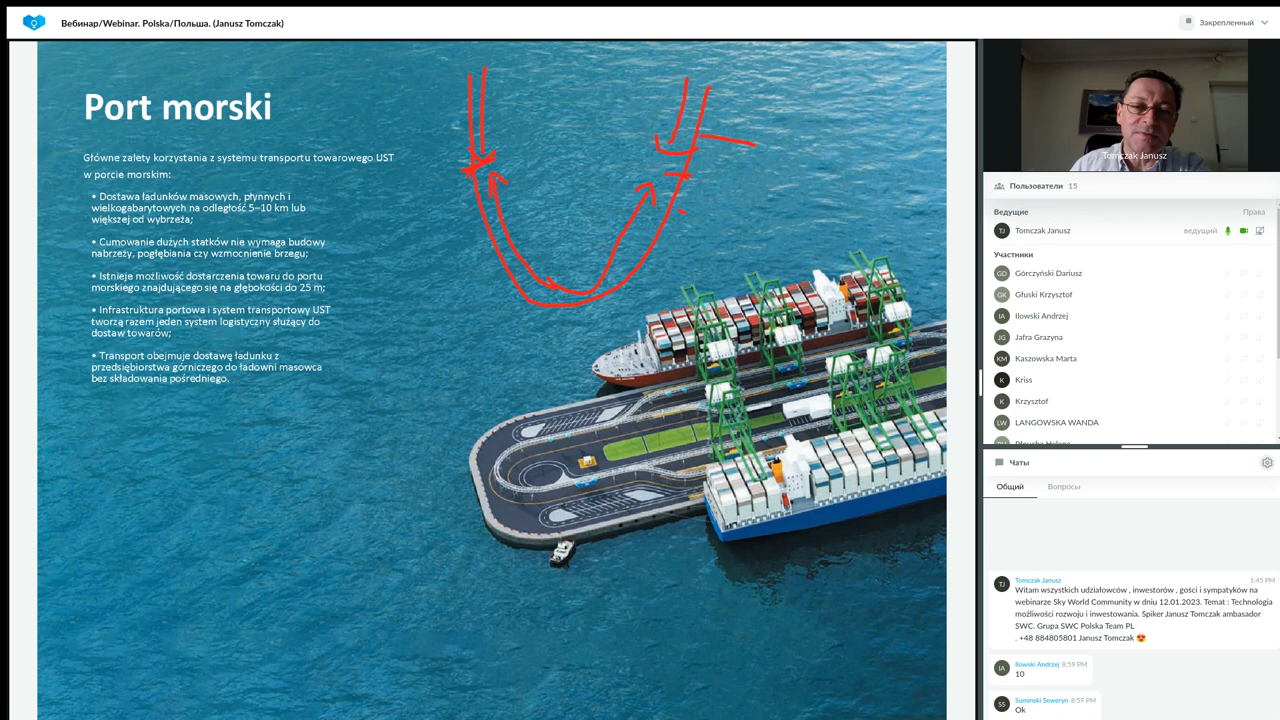 Вебинар/Webinar. Polska/Польша. (Janusz Tomczak)
Закрепленный
Port morski
Główne zalety korzystania z systemu transportu towarowego UST
w porcie morskim:
• Dostawa ładunków masowych, płynnych i
wielkogabarytowych na odległość 5–10 km lub
większej od wybrzeża;
• Cumowanie dużych statków nie wymaga budowy
nabrzeży, pogłębiania czy wzmocnienie brzegu;
• Istnieje możliwość dostarczenia towaru do portu
morskiego znajdującego się na głębokości do 25 m;
• Infrastruktura portowa i system transportowy UST
tworzą razem jeden system logistyczny służący do
dostaw towarów;
• Transport obejmuje dostawę ładunku z
przedsiębiorstwa górniczego do ładowni masowca
bez składowania pośredniego.
Tomczak Janusz
Пользователи 15
Ведущие Права
TJ Tomczak Janusz ведущий
Участники
GD Górczyński Dariusz
GK Głuski Krzysztof
IA Ilowski Andrzej
JG Jafra Grazyna
KM Kaszowska Marta
K Kriss
K Krzysztof
LW LANGOWSKA WANDA
Чаты
Общий Вопросы
TJ Tomczak Janusz 1:45 PM
Witam wszystkich udziałowców , inwestorów , gości i sympatyków na
webinarze Sky World Community w dniu 12.01.2023. Temat : Technologia
możliwości rozwoju i inwestowania. Spiker Janusz Tomczak ambasador
SWC. Grupa SWC Polska Team PL
. +48 884805801 Janusz Tomczak 😍
IA Ilowski Andrzej 8:59 PM
10
SS Suminski Seweryn 8:59 PM
Ok